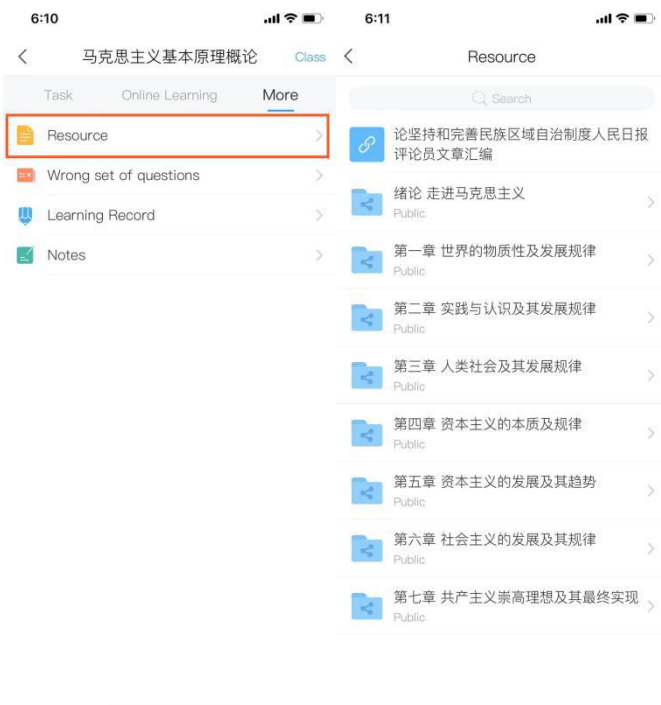 6:10
马克思主义基本原理概论
Class
Task
Online Learning
More
Resource
Wrong set of questions
Learning Record
Notes
6:11
Resource
Search
论坚持和完善民族区域自治制度人民日报
评论员文章汇编
绪论 走进马克思主义
Public
第一章 世界的物质性及发展规律
Public
第二章 实践与认识及其发展规律
Public
第三章 人类社会及其发展规律
Public
第四章 资本主义的本质及规律
Public
第五章 资本主义的发展及其趋势
Public
第六章 社会主义的发展及其规律
Public
第七章 共产主义崇高理想及其最终实现
Public